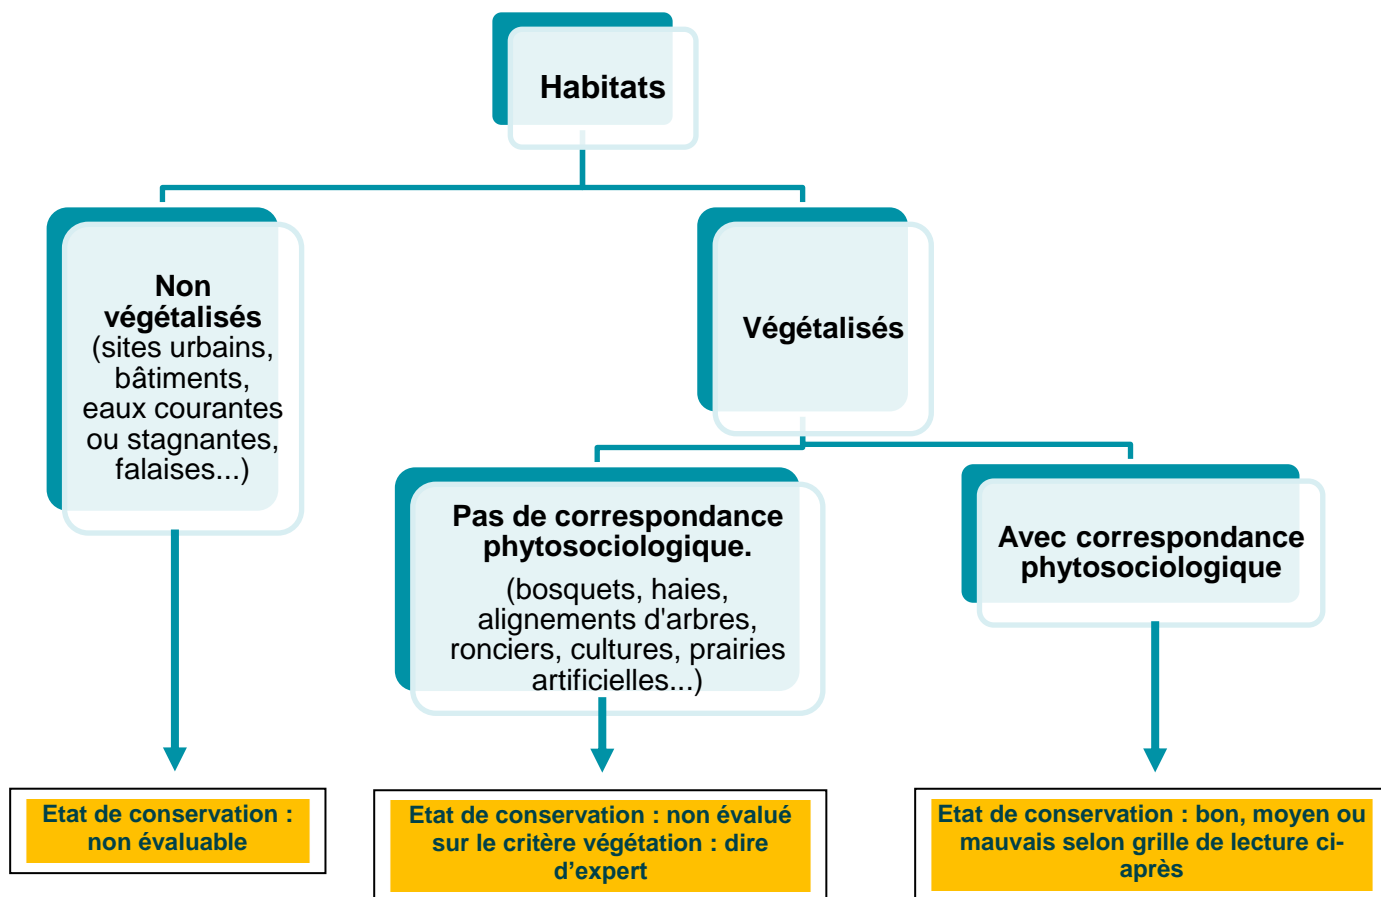 Habitats
Non
végétalisés
(sites urbains,
bâtiments,
eaux courantes
ou stagnantes,
falaises...)
Végétalisés
Pas de correspondance
phytosociologique.
(bosquets, haies,
alignements d'arbres,
ronciers, cultures, prairies
artificielles...)
Avec correspondance
phytosociologique
Etat de conservation :
non évaluable
Etat de conservation : non évalué
sur le critère végétation : dire
d’expert
Etat de conservation : bon, moyen ou
mauvais selon grille de lecture ci-
après